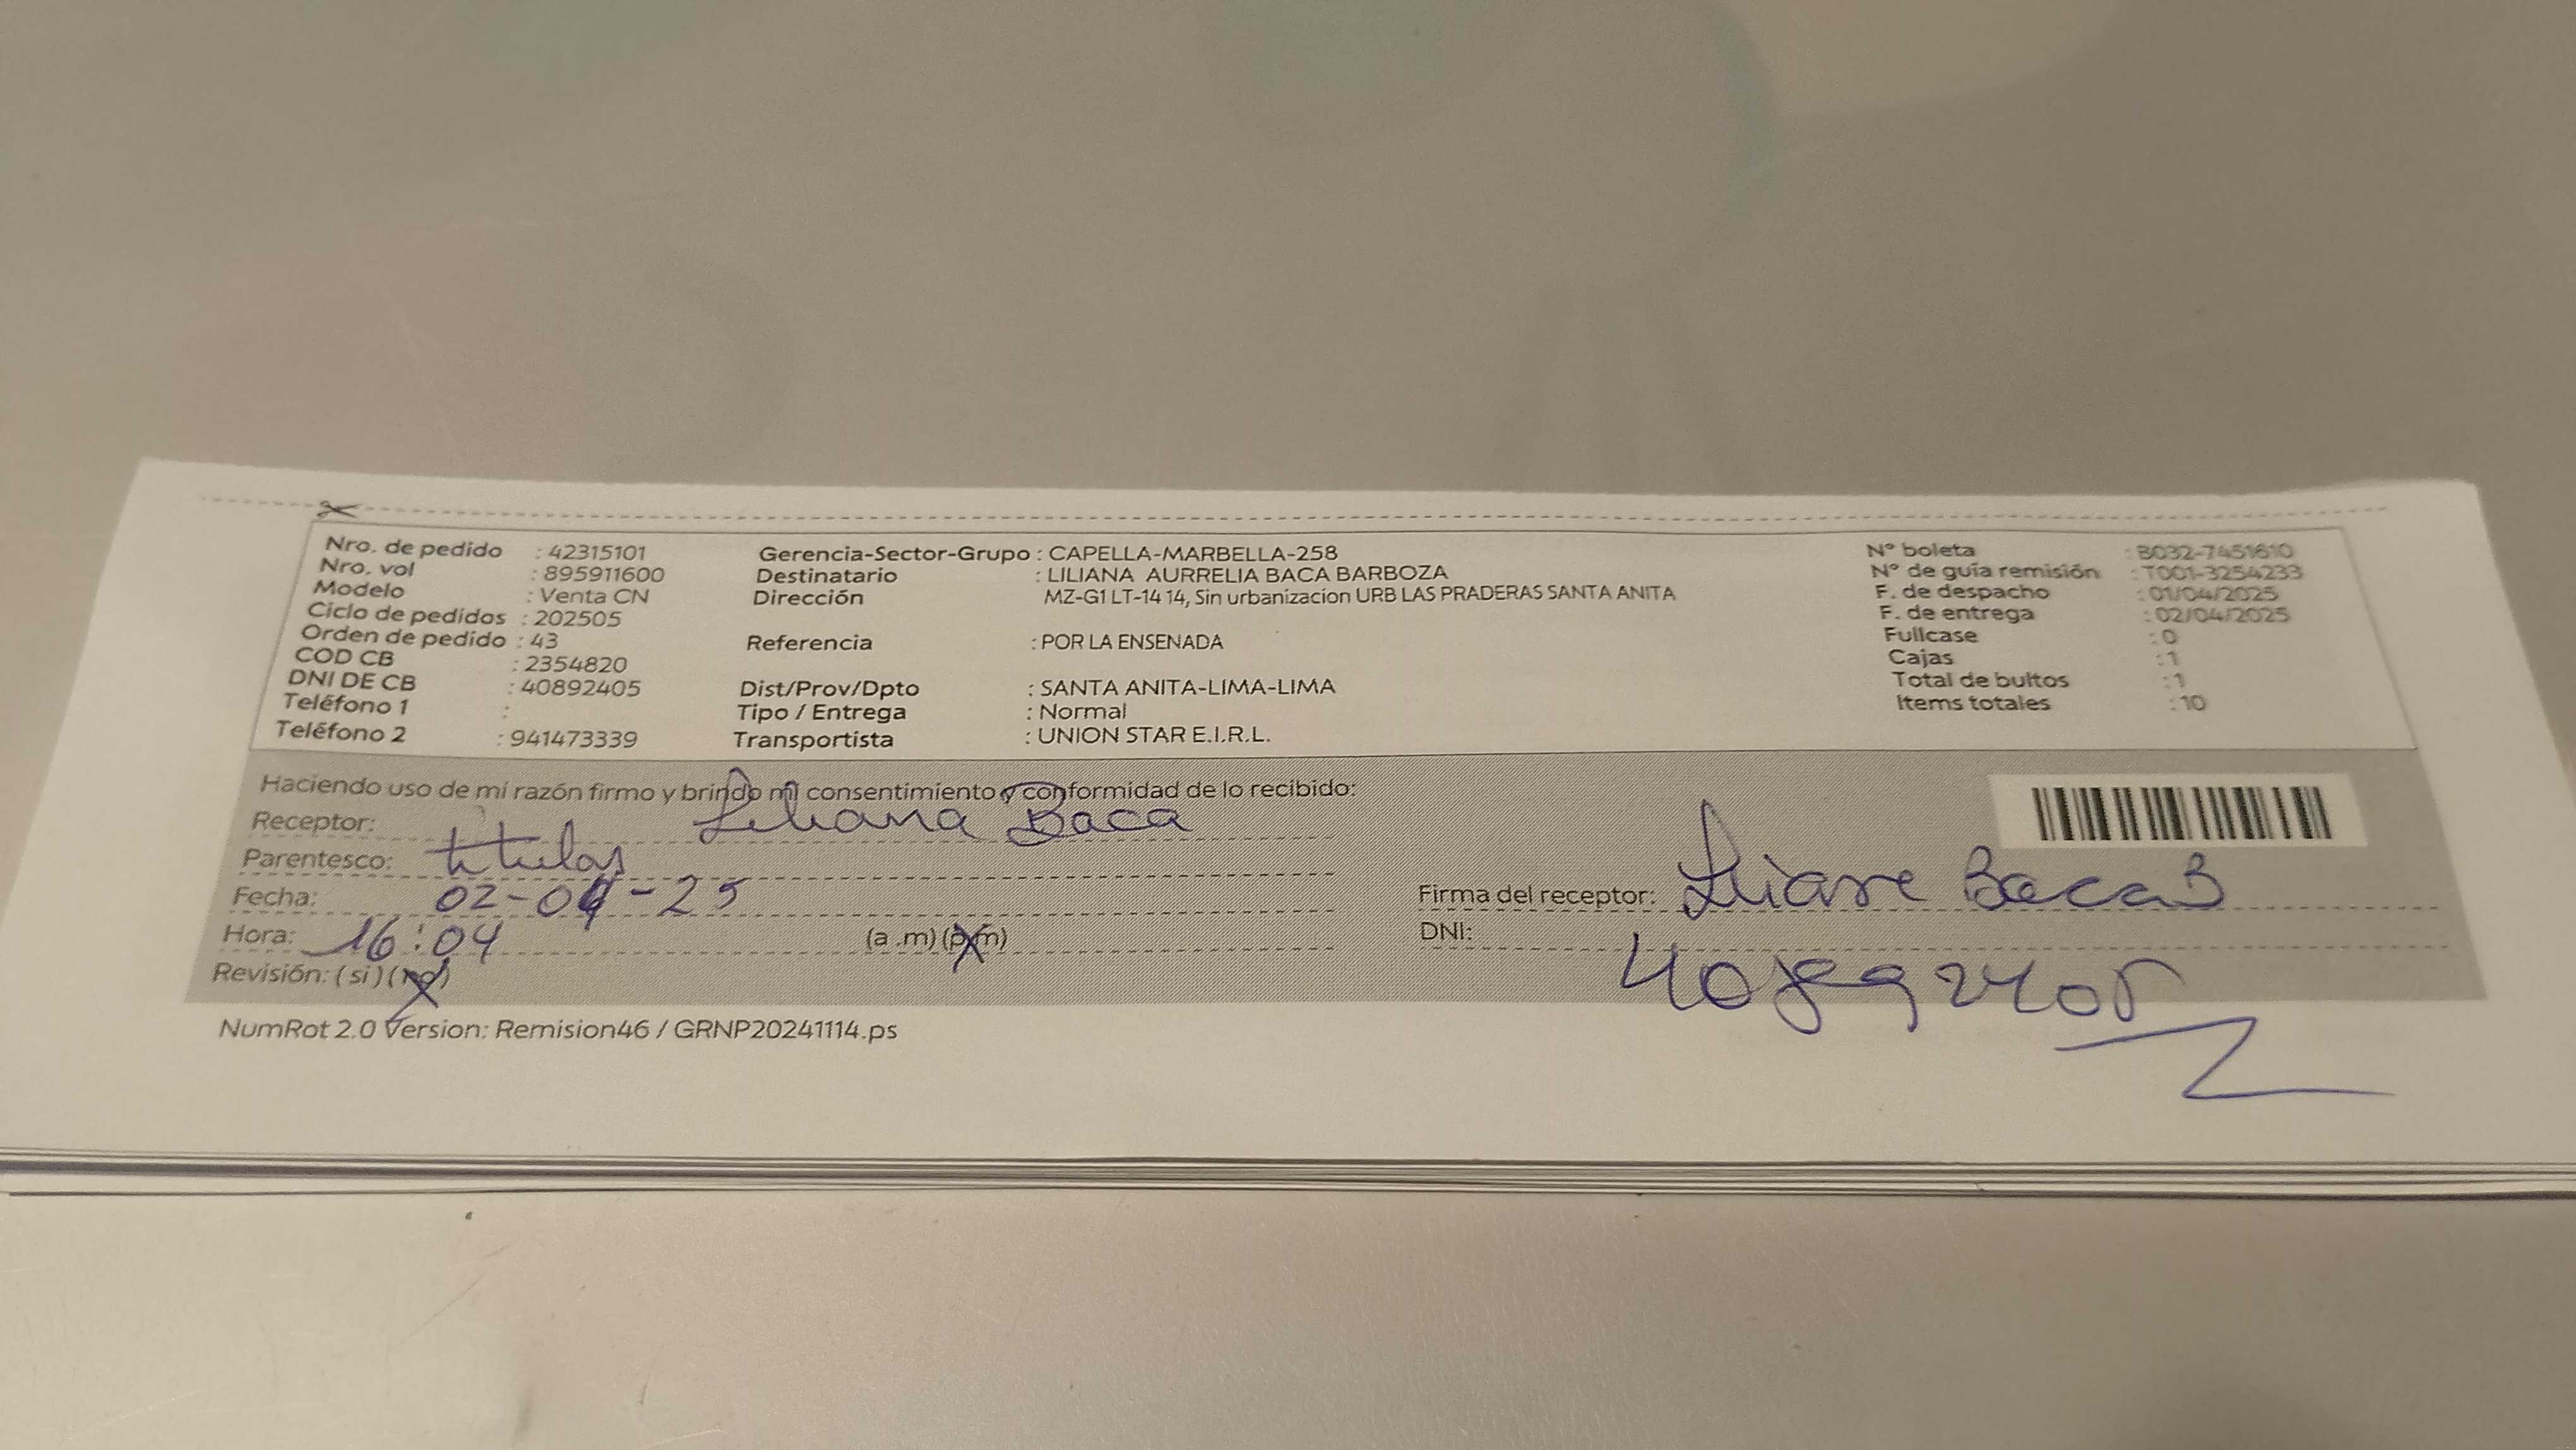 Nro. de pedido : 42315101
Nro. vol : 895911600
Modelo : Venta CN
Ciclo de pedidos : 202505
Orden de pedido : 43
COD CB : 2354820
DNI DE CB : 40892405
Teléfono 1 :
Teléfono 2 : 941473339
Gerencia-Sector-Grupo : CAPELLA-MARBELLA-258
Destinatario : LILIANA AURRELIA BACA BARBOZA
Dirección MZ-G1 LT-14 14, Sin urbanizacion URB LAS PRADERAS SANTA ANITA
Referencia : POR LA ENSENADA
Dist/Prov/Dpto : SANTA ANITA-LIMA-LIMA
Tipo / Entrega : Normal
Transportista : UNION STAR E.I.R.L.
N° boleta : B032-7451610
N° de guía remisión : T001-3254233
F. de despacho : 01/04/2025
F. de entrega : 02/04/2025
Fullcase : 0
Cajas : 1
Total de bultos : 1
Items totales : 10
Haciendo uso de mi razón firmo y brindo mi consentimiento y conformidad de lo recibido:
Receptor: Liliana Baca
Parentesco: titular
Fecha: 02-04-25
Hora: 16:04 (a .m) (p.m)
Revisión: (si) (no)
Firma del receptor: Liliana Baca B
DNI: 40892405
NumRot 2.0 Version: Remision46 / GRNP20241114.ps